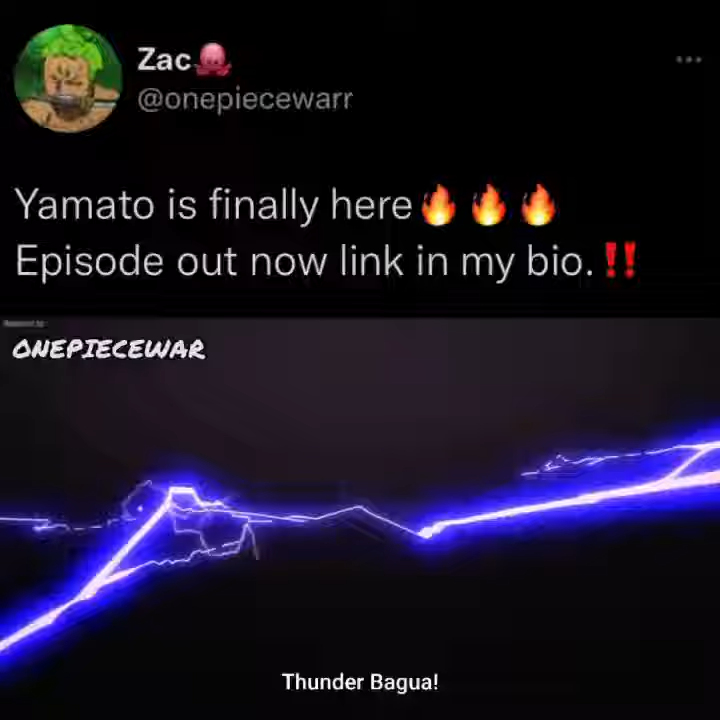 Zac
@onepiecewarr
Yamato is finally here🔥🔥🔥
Episode out now link in my bio.‼️
ONEPIECEWAR
Thunder Bagua!